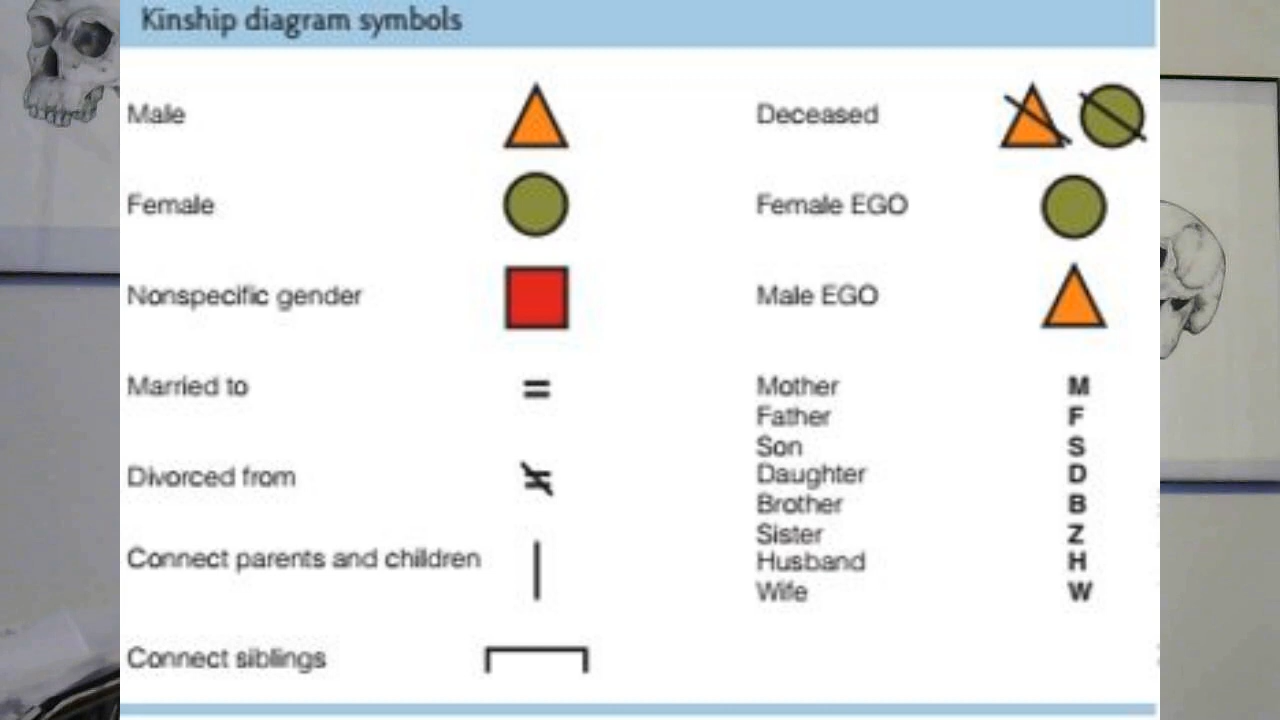 Kinship diagram symbols
Male
Female
Nonspecific gender
Married to
=
Divorced from
≠
Connect parents and children
Connect siblings
Deceased
Female EGO
Male EGO
Mother M
Father F
Son S
Daughter D
Brother B
Sister Z
Husband H
Wife W